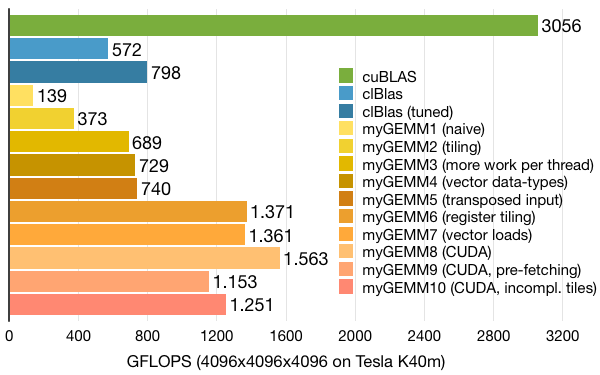 3056
572
798
139
373
689
729
740
1.371
1.361
1.563
1.153
1.251
cuBLAS
clBlas
clBlas (tuned)
myGEMM1 (naive)
myGEMM2 (tiling)
myGEMM3 (more work per thread)
myGEMM4 (vector data-types)
myGEMM5 (transposed input)
myGEMM6 (register tiling)
myGEMM7 (vector loads)
myGEMM8 (CUDA)
myGEMM9 (CUDA, pre-fetching)
myGEMM10 (CUDA, incompl. tiles)
0 400 800 1200 1600 2000 2400 2800 3200
GFLOPS (4096x4096x4096 on Tesla K40m)